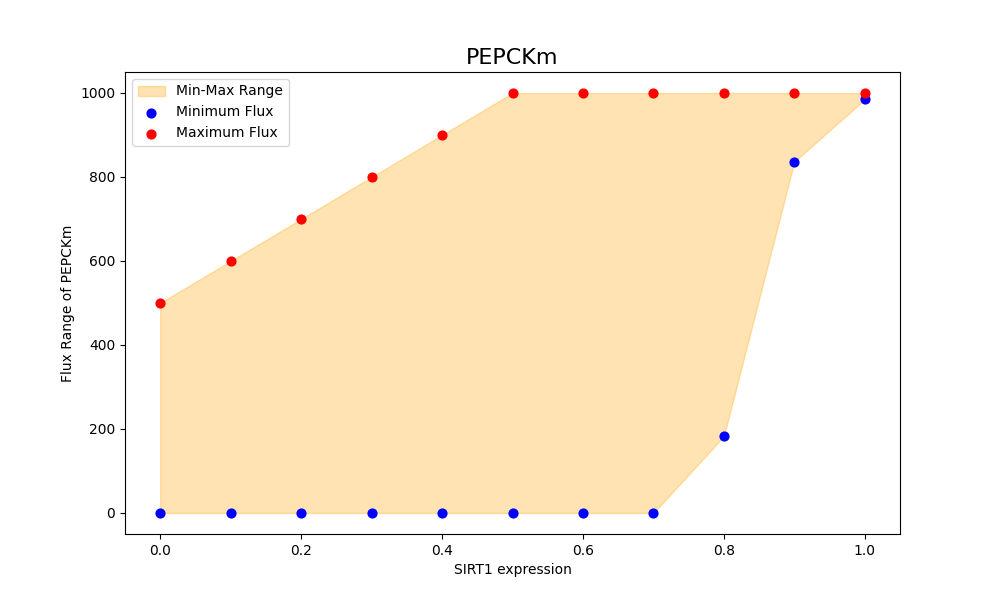 PEPCKm
Min-Max Range
Minimum Flux
Maximum Flux
1000
800
600
400
200
0
Flux Range of PEPCKm
0.0 0.2 0.4 0.6 0.8 1.0
SIRT1 expression